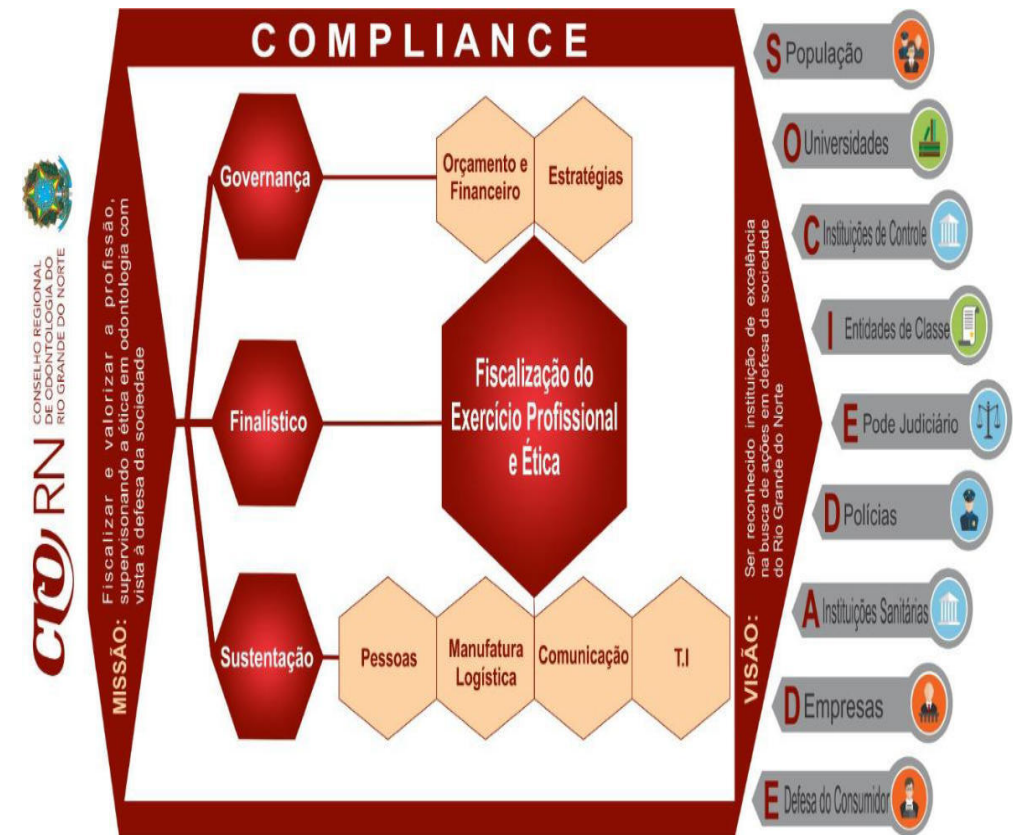 COMPLIANCE
CRO RN
CONSELHO REGIONAL
DE ODONTOLOGIA DO
RIO GRANDE DO NORTE
MISSÃO: Fiscalizar e valorizar a profissão,
supervisonando a ética em odontologia com
vista à defesa da sociedade
Governança
Orçamento e
Financeiro
Estratégias
Finalístico
Fiscalização do
Exercício Profissional
e Ética
Sustentação
Pessoas
Manufatura
Logística
Comunicação
T.I
VISÃO: Ser reconhecido instituição de excelência
na busca de ações em defesa da sociedade
do Rio Grande do Norte
S População
O Universidades
C Instituições de Controle
I Entidades de Classe
E Pode Judiciário
D Polícias
A Instituições Sanitárias
D Empresas
E Defesa do Consumidor